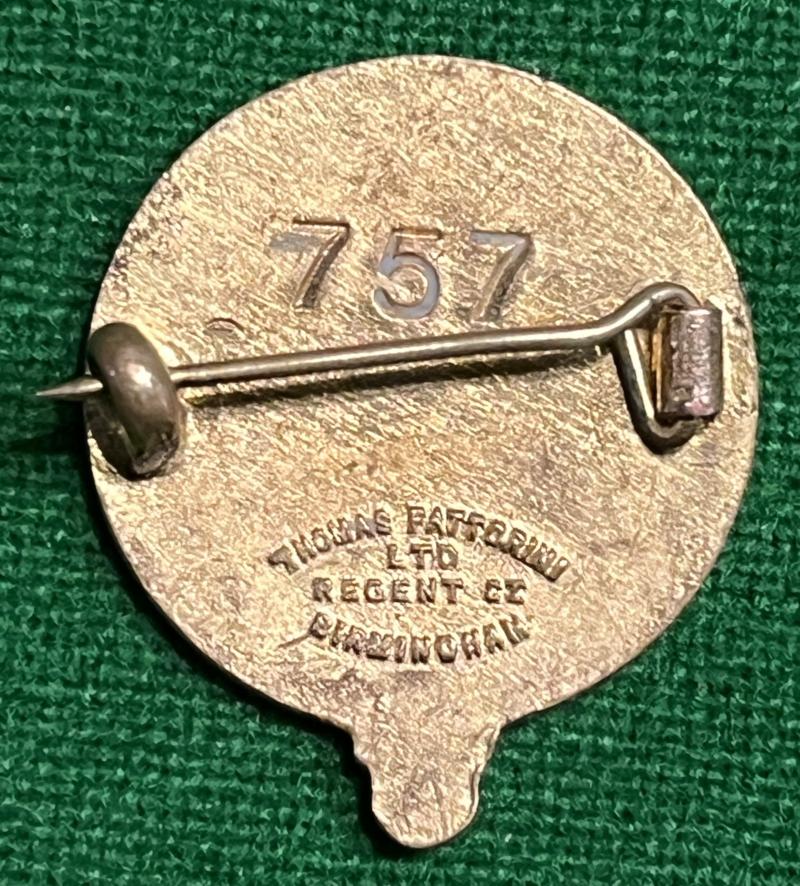 757
THOMAS FATTORINI
LTD
REGENT ST
BIRMINGHAM